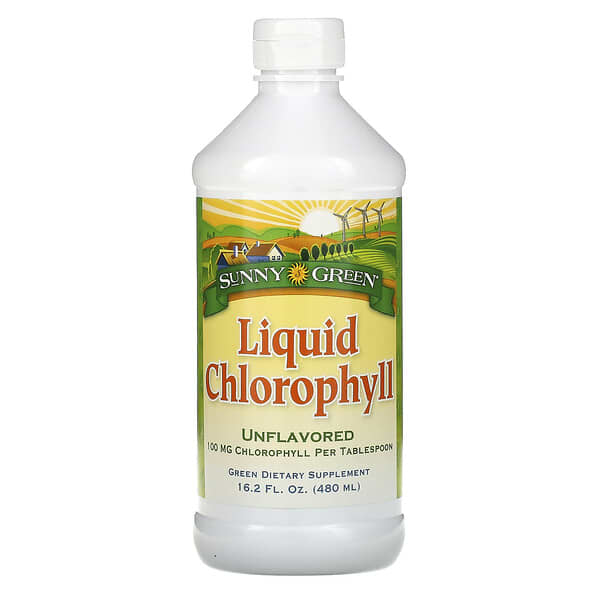 SUNNY GREEN
Liquid
Chlorophyll
UNFLAVORED
100 MG CHLOROPHYLL PER TABLESPOON
GREEN DIETARY SUPPLEMENT
16.2 FL. OZ. (480 ML)